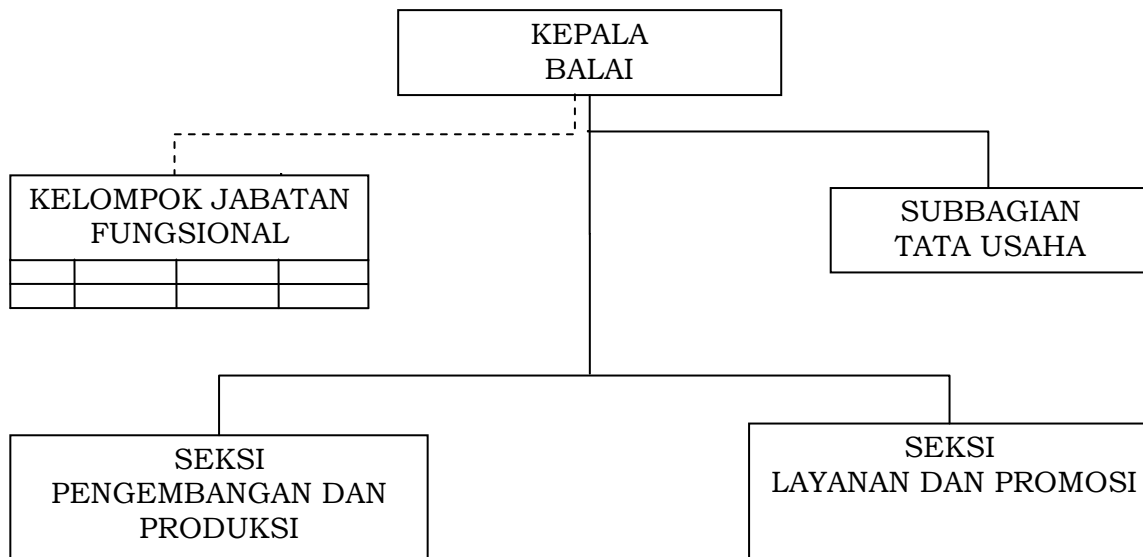 KEPALA
BALAI
KELOMPOK JABATAN
FUNGSIONAL
SUBBAGIAN
TATA USAHA
SEKSI
PENGEMBANGAN DAN
PRODUKSI
SEKSI
LAYANAN DAN PROMOSI